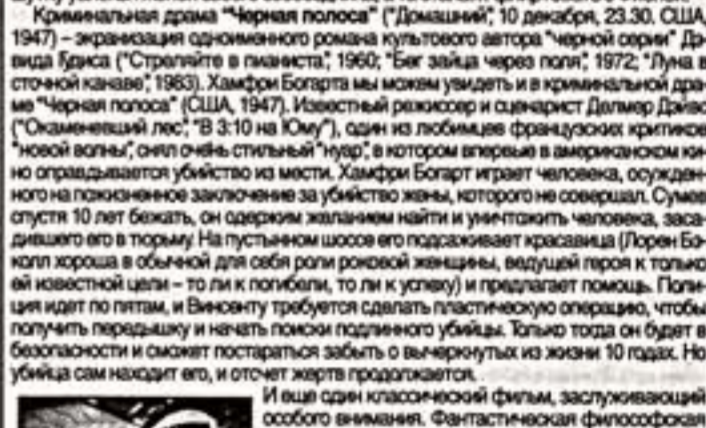 Криминальная драма "Черная полоса" ("Домашний", 10 декабря, 23.30. США,
1947) – экранизация одноименного романа культового автора "черной серии" Дэ-
вида Гудиса ("Стреляйте в пианиста", 1960; "Бег зайца через поля", 1972; "Луна в
сточной канаве", 1983). Хамфри Богарта мы можем увидеть и в криминальной дра-
ме "Черная полоса" (США, 1947). Известный режиссер и сценарист Делмер Дэйвс
("Окаменевший лес", "В 3:10 на Юму"), один из любимцев французских критиков
"новой волны", снял очень стильный "нуар", в котором впервые в американском ки-
но оправдывается убийство из мести. Хамфри Богарт играет человека, осужден-
ного на пожизненное заключение за убийство жены, которого не совершал. Сумев
спустя 10 лет бежать, он одержим желанием найти и уничтожить человека, заса-
дившего его в тюрьму. На пустынном шоссе его подсаживает красавица (Лорен Бэ-
колл хороша в обычной для себя роли роковой женщины, ведущей героя к только
ей известной цели – то ли к погибели, то ли к успеху) и предлагает помощь. Поли-
ция идет по пятам, и Винсенту требуется сделать пластическую операцию, чтобы
получить передышку и начать поиски подлинного убийцы. Только тогда он будет в
безопасности и сможет постараться забыть о вычеркнутых из жизни 10 годах. Но
убийца сам находит его, и отсчет жертв продолжается.
И еще один классический фильм, заслуживающий
особого внимания. Фантастическая философская